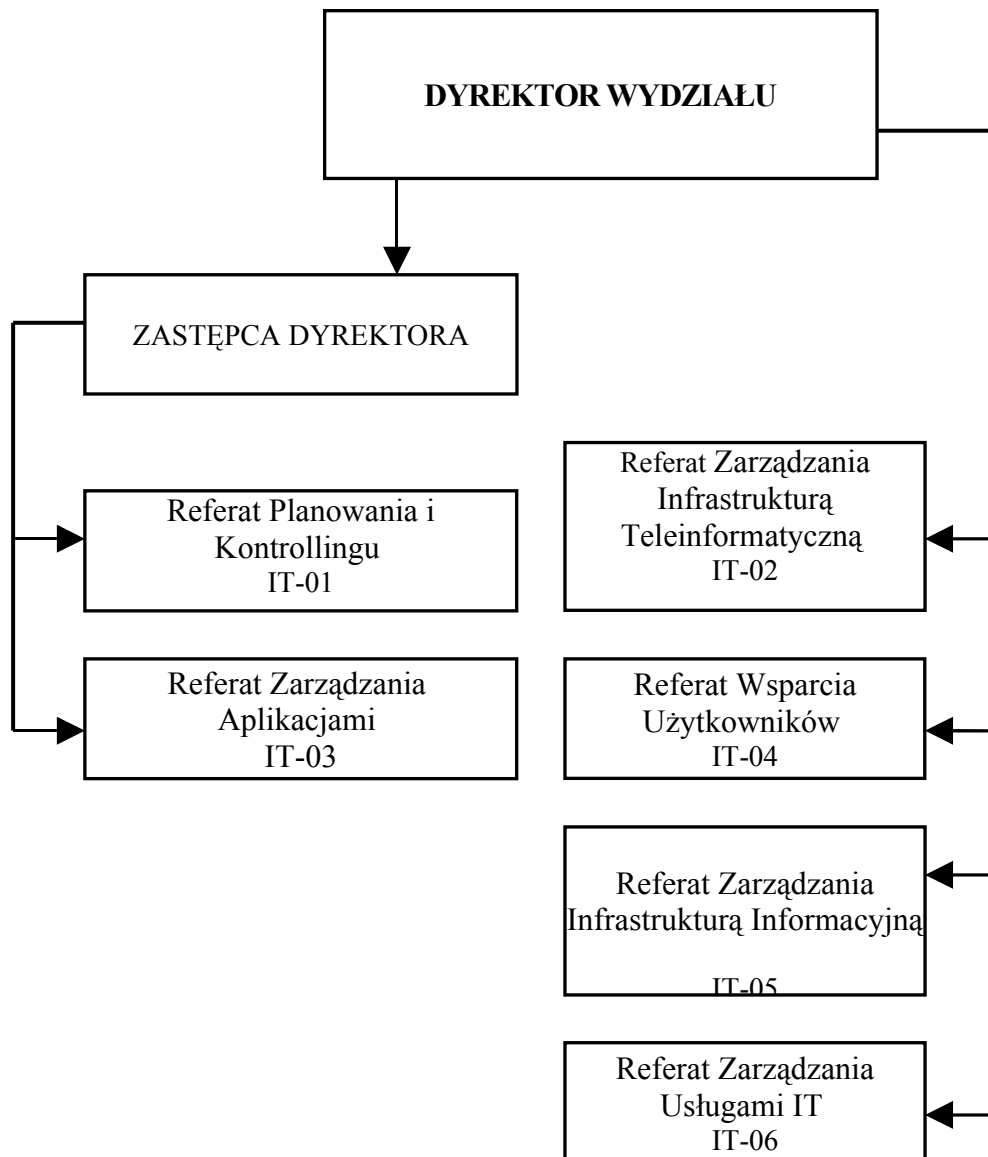 DYREKTOR WYDZIAŁU
ZASTĘPCA DYREKTORA
Referat Planowania i
Kontrollingu
IT-01
Referat Zarządzania
Aplikacjami
IT-03
Referat Zarządzania
Infrastrukturą
Teleinformatyczną
IT-02
Referat Wsparcia
Użytkowników
IT-04
Referat Zarządzania
Infrastrukturą Informacyjną
IT-05
Referat Zarządzania
Usługami IT
IT-06